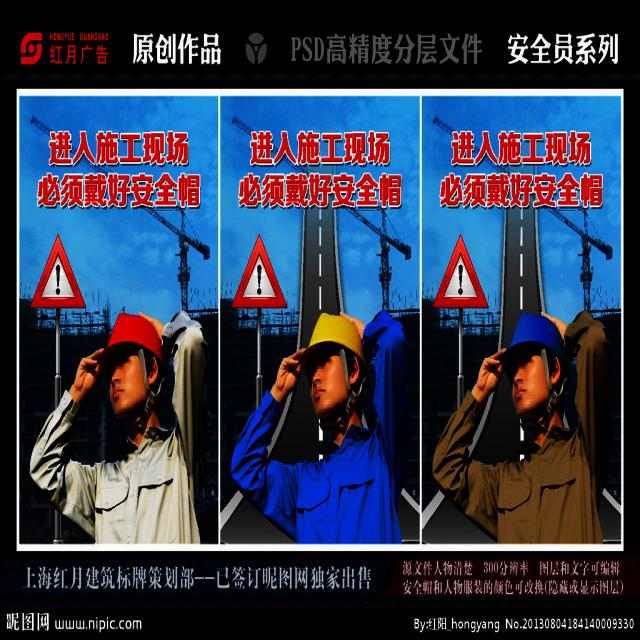 HONGYUE GUANGGAO
红月广告 原创作品 PSD高精度分层文件 安全员系列
进入施工现场
必须戴好安全帽
进入施工现场
必须戴好安全帽
进入施工现场
必须戴好安全帽
上海红月建筑标牌策划部--已签订昵图网独家出售
源文件人物清楚 300分辨率 图层和文字可编辑
安全帽和人物服装的颜色可改换(隐藏或显示图层)
昵图网 www.nipic.com
By:红阳_hongyang No.20130804184140009330